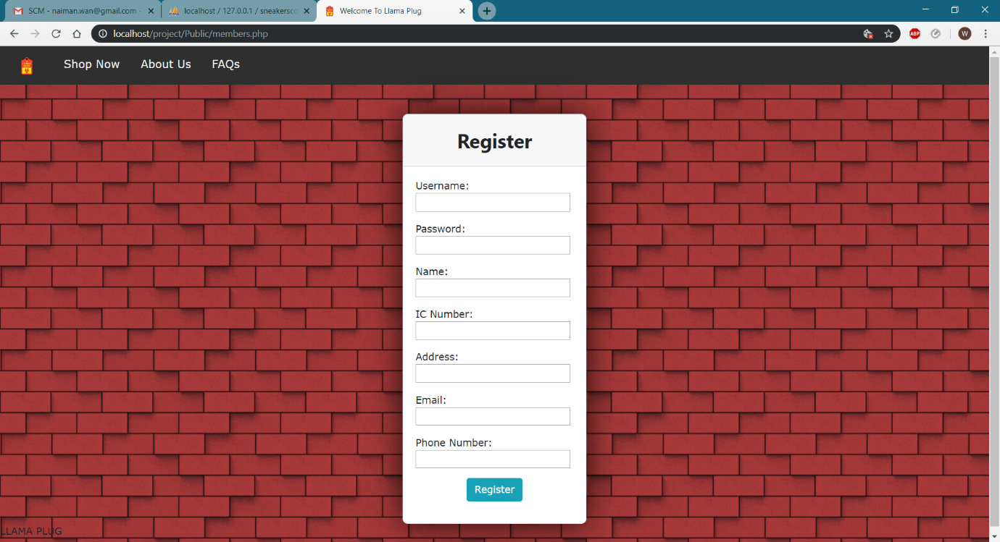 SCM - naiman.wan@gmail.com -
localhost / 127.0.0.1 / sneakersco
Welcome To Llama Plug
localhost/project/Public/members.php
ABP
W
Shop Now
About Us
FAQs
Register
Username:
Password:
Name:
IC Number:
Address:
Email:
Phone Number:
Register
LLAMA PLUG